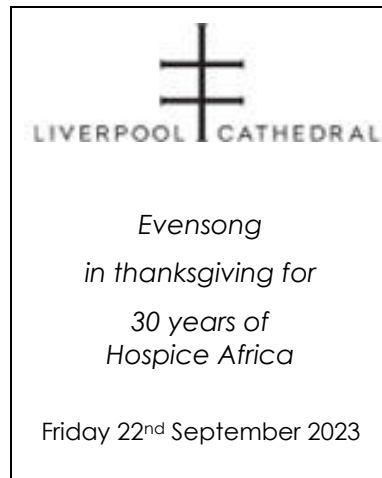 LIVERPOOL CATHEDRAL
Evensong
in thanksgiving for
30 years of
Hospice Africa
Friday 22nd September 2023